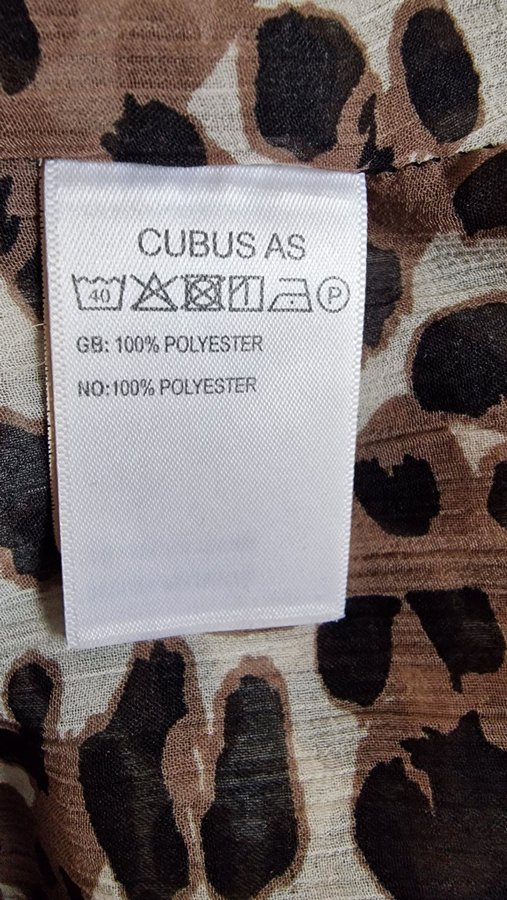 CUBUS AS
40 P
GB: 100% POLYESTER
NO:100% POLYESTER